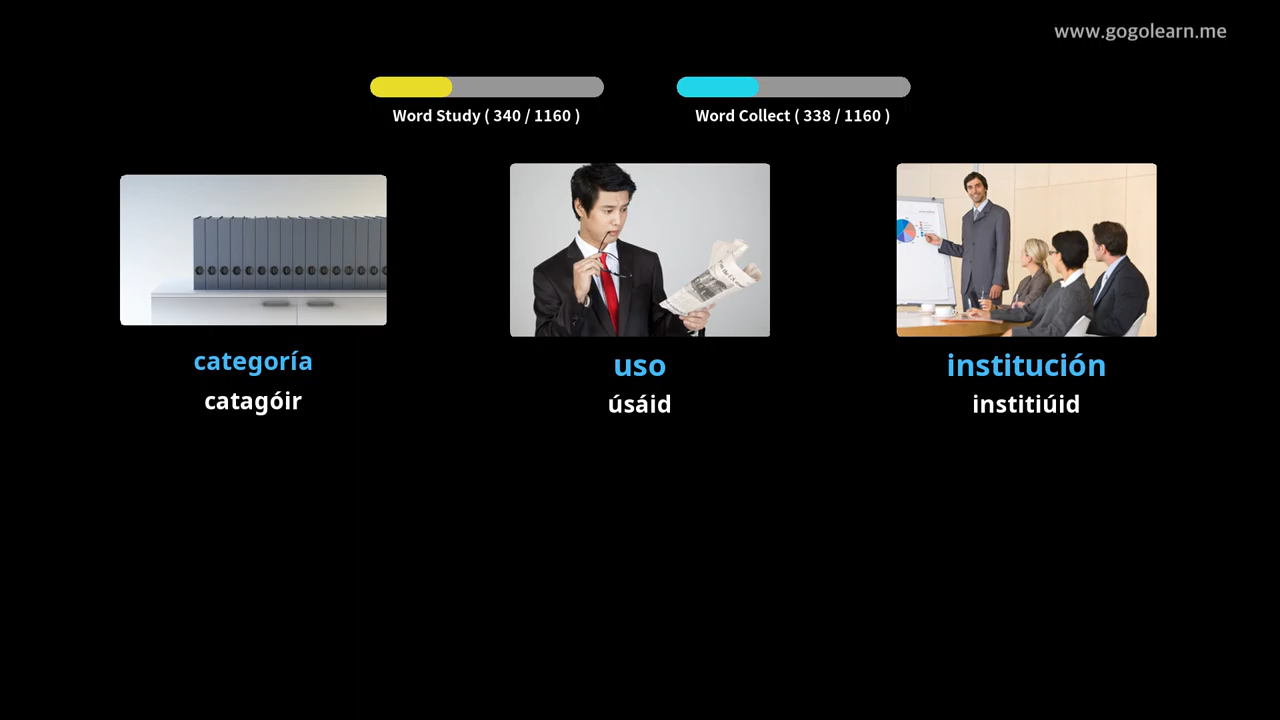 www.gogolearn.me
Word Study ( 340 / 1160 )
Word Collect ( 338 / 1160 )
categoría
catagóir
uso
úsáid
institución
institiúid